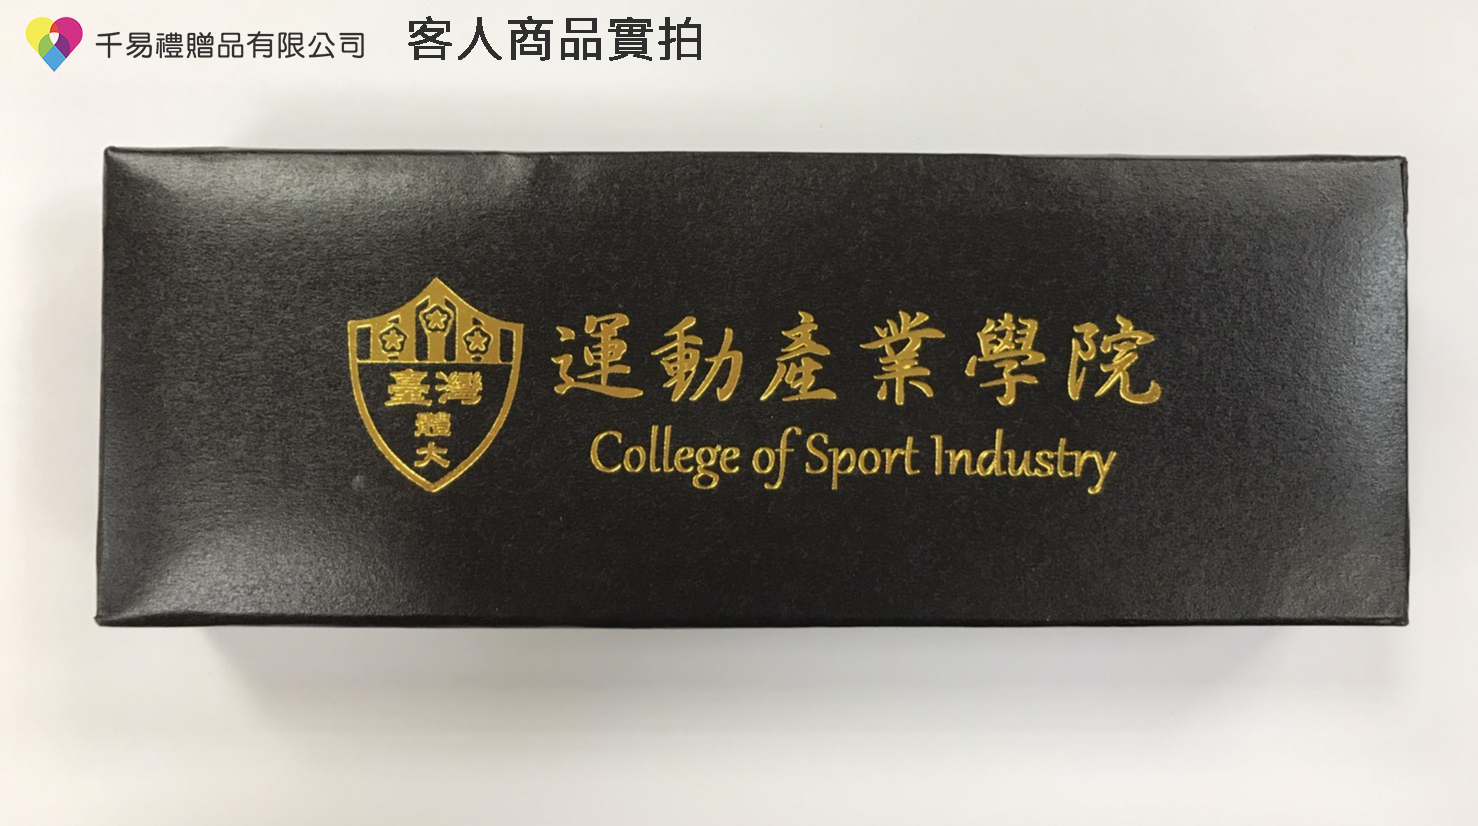 千易禮贈品有限公司 客人商品實拍
運動產業學院
臺灣
體
大
College of Sport Industry